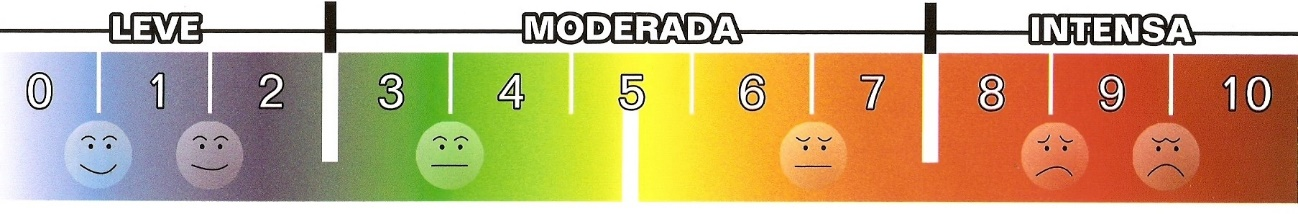 LEVE MODERADA INTENSA
0 1 2 3 4 5 6 7 8 9 10